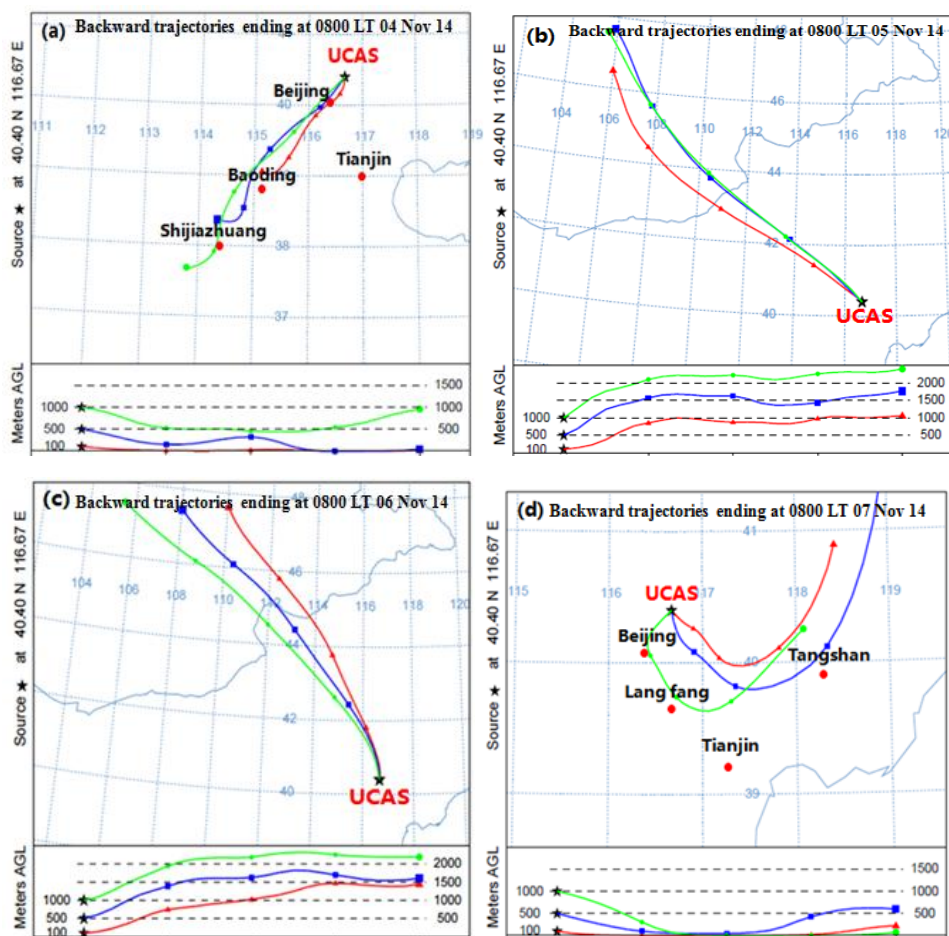 (a) Backward trajectories ending at 0800 LT 04 Nov 14
Source ★ at 40.40 N 116.67 E
UCAS
Beijing
40
111 112 113 114 115 116 117 118 119
Tianjin
Baoding
Shijiazhuang
38
37
Meters AGL
1500
1000 1000
500 500
100
(b) Backward trajectories ending at 0800 LT 05 Nov 14
Source ★ at 40.40 N 116.67 E
46
104 106 108 110 112 114 116 118 120
44
42
40
UCAS
Meters AGL
2000
1500
1000 1000
500 500
100
(c) Backward trajectories ending at 0800 LT 06 Nov 14
Source ★ at 40.40 N 116.67 E
48
46
104 106 108 110 112 114 116 118 120
44
42
40
UCAS
Meters AGL
2000
1500
1000 1000
500 500
100
(d) Backward trajectories ending at 0800 LT 07 Nov 14
Source ★ at 40.40 N 116.67 E
41
116 117 118 119
UCAS
Beijing
40
Tangshan
Lang fang
Tianjin
39
Meters AGL
1500
1000 1000
500 500
100